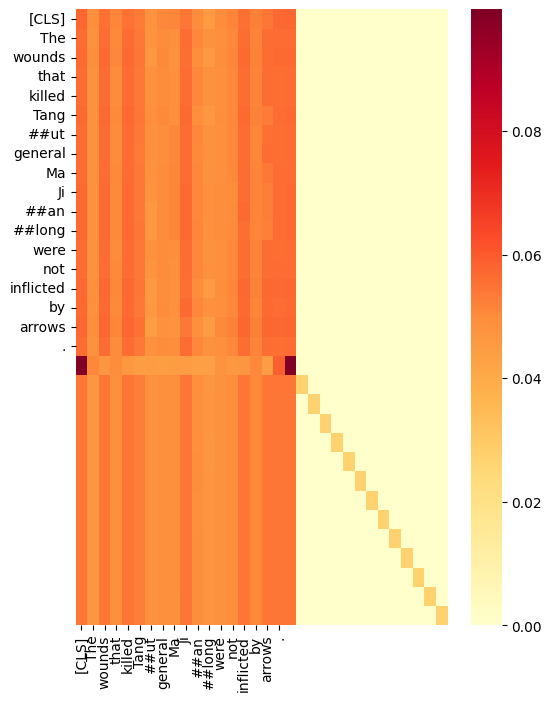 [CLS]
The
wounds
that
killed
Tang
##ut
general
Ma
Ji
##an
##long
were
not
inflicted
by
arrows
.
0.08
0.06
0.04
0.02
0.00
[CLS]
The
wounds
that
killed
Tang
##ut
general
Ma
Ji
##an
##long
were
not
inflicted
by
arrows
.